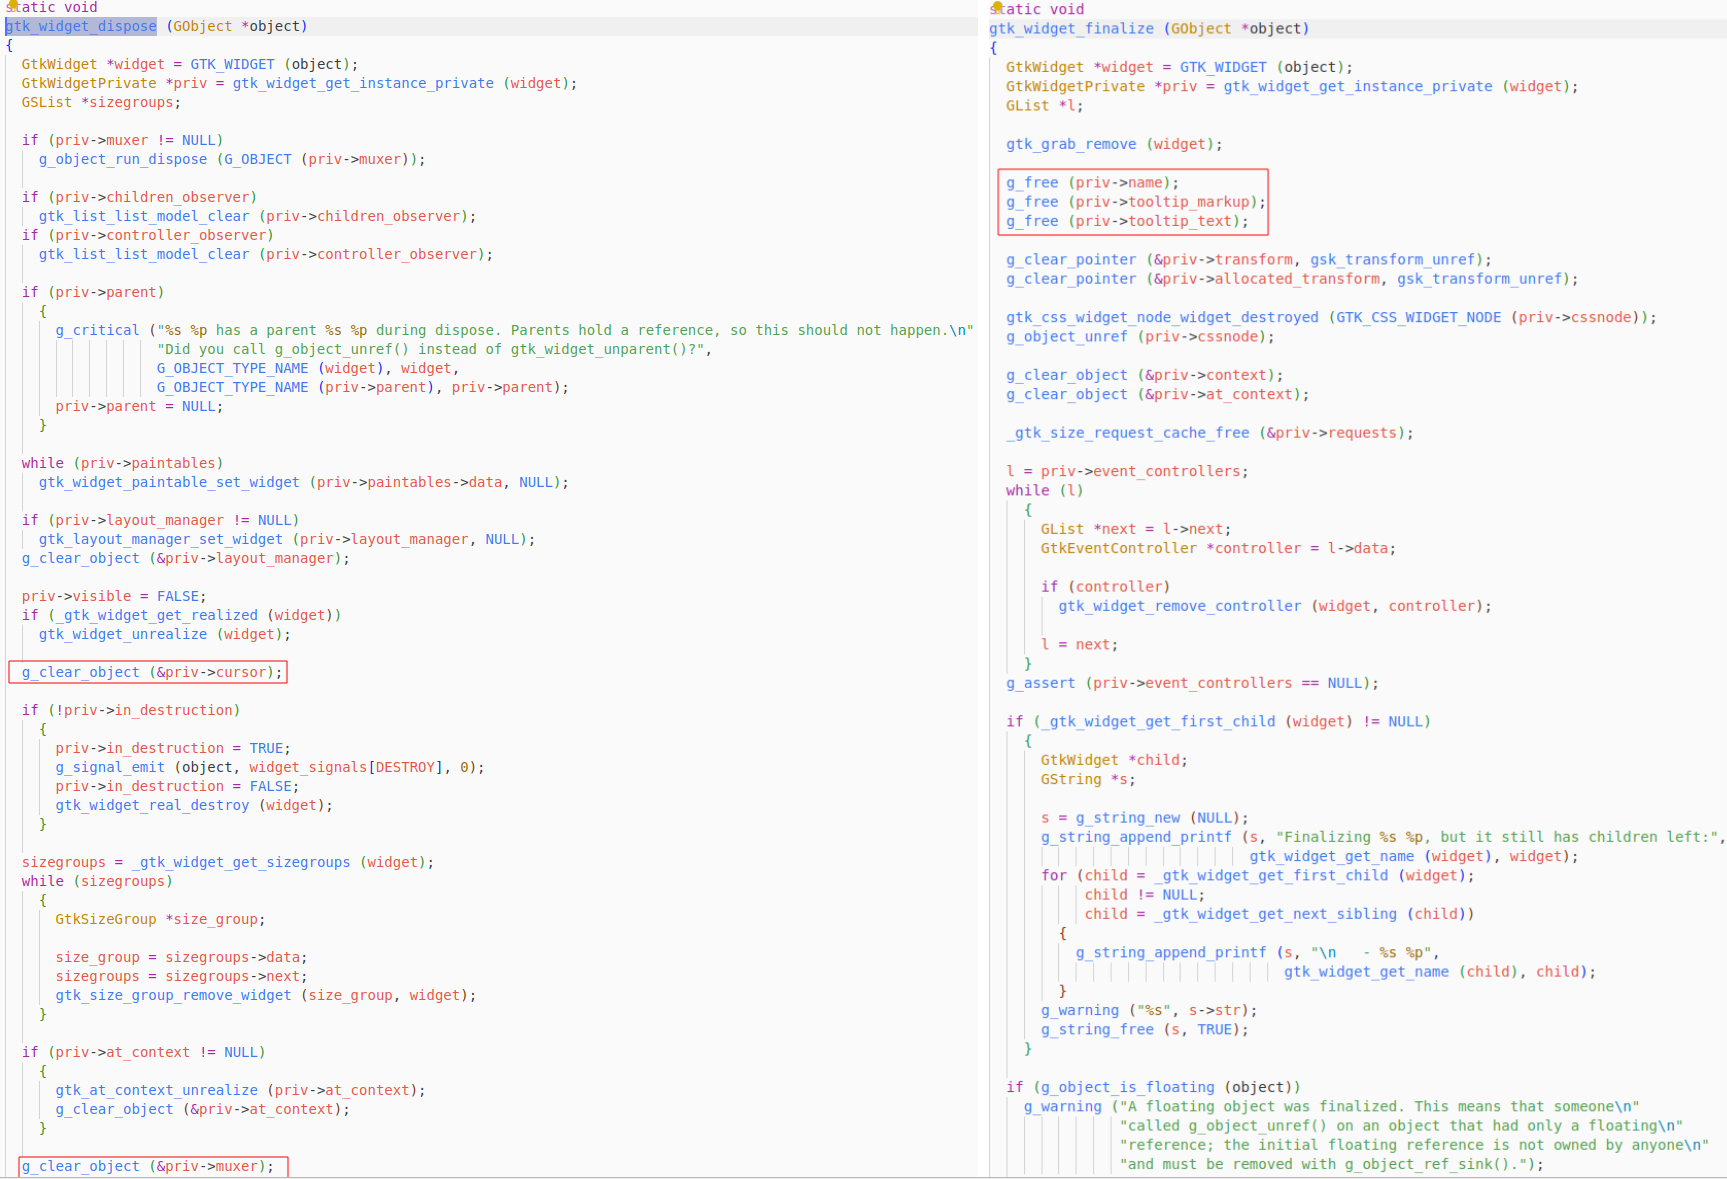 static void
gtk_widget_dispose (GObject *object)
{
  GtkWidget *widget = GTK_WIDGET (object);
  GtkWidgetPrivate *priv = gtk_widget_get_instance_private (widget);
  GSList *sizegroups;

  if (priv->muxer != NULL)
    g_object_run_dispose (G_OBJECT (priv->muxer));

  if (priv->children_observer)
    gtk_list_list_model_clear (priv->children_observer);
  if (priv->controller_observer)
    gtk_list_list_model_clear (priv->controller_observer);

  if (priv->parent)
    {
      g_critical ("%s %p has a parent %s %p during dispose. Parents hold a reference, so this should not happen.\n"
                  "Did you call g_object_unref() instead of gtk_widget_unparent()?",
                  G_OBJECT_TYPE_NAME (widget), widget,
                  G_OBJECT_TYPE_NAME (priv->parent), priv->parent);
      priv->parent = NULL;
    }

  while (priv->paintables)
    gtk_widget_paintable_set_widget (priv->paintables->data, NULL);

  if (priv->layout_manager != NULL)
    gtk_layout_manager_set_widget (priv->layout_manager, NULL);
  g_clear_object (&priv->layout_manager);

  priv->visible = FALSE;
  if (_gtk_widget_get_realized (widget))
    gtk_widget_unrealize (widget);

  g_clear_object (&priv->cursor);

  if (!priv->in_destruction)
    {
      priv->in_destruction = TRUE;
      g_signal_emit (object, widget_signals[DESTROY], 0);
      priv->in_destruction = FALSE;
      gtk_widget_real_destroy (widget);
    }

  sizegroups = _gtk_widget_get_sizegroups (widget);
  while (sizegroups)
    {
      GtkSizeGroup *size_group;

      size_group = sizegroups->data;
      sizegroups = sizegroups->next;
      gtk_size_group_remove_widget (size_group, widget);
    }

  if (priv->at_context != NULL)
    {
      gtk_at_context_unrealize (priv->at_context);
      g_clear_object (&priv->at_context);
    }

  g_clear_object (&priv->muxer);
static void
gtk_widget_finalize (GObject *object)
{
  GtkWidget *widget = GTK_WIDGET (object);
  GtkWidgetPrivate *priv = gtk_widget_get_instance_private (widget);
  GList *l;

  gtk_grab_remove (widget);

  g_free (priv->name);
  g_free (priv->tooltip_markup);
  g_free (priv->tooltip_text);

  g_clear_pointer (&priv->transform, gsk_transform_unref);
  g_clear_pointer (&priv->allocated_transform, gsk_transform_unref);

  gtk_css_widget_node_widget_destroyed (GTK_CSS_WIDGET_NODE (priv->cssnode));
  g_object_unref (priv->cssnode);

  g_clear_object (&priv->context);
  g_clear_object (&priv->at_context);

  _gtk_size_request_cache_free (&priv->requests);

  l = priv->event_controllers;
  while (l)
    {
      GList *next = l->next;
      GtkEventController *controller = l->data;

      if (controller)
        gtk_widget_remove_controller (widget, controller);

      l = next;
    }
  g_assert (priv->event_controllers == NULL);

  if (_gtk_widget_get_first_child (widget) != NULL)
    {
      GtkWidget *child;
      GString *s;

      s = g_string_new (NULL);
      g_string_append_printf (s, "Finalizing %s %p, but it still has children left:",
                              gtk_widget_get_name (widget), widget);
      for (child = _gtk_widget_get_first_child (widget);
           child != NULL;
           child = _gtk_widget_get_next_sibling (child))
        {
          g_string_append_printf (s, "\n   - %s %p",
                                  gtk_widget_get_name (child), child);
        }
      g_warning ("%s", s->str);
      g_string_free (s, TRUE);
    }

  if (g_object_is_floating (object))
    g_warning ("A floating object was finalized. This means that someone\n"
               "called g_object_unref() on an object that had only a floating\n"
               "reference; the initial floating reference is not owned by anyone\n"
               "and must be removed with g_object_ref_sink().");